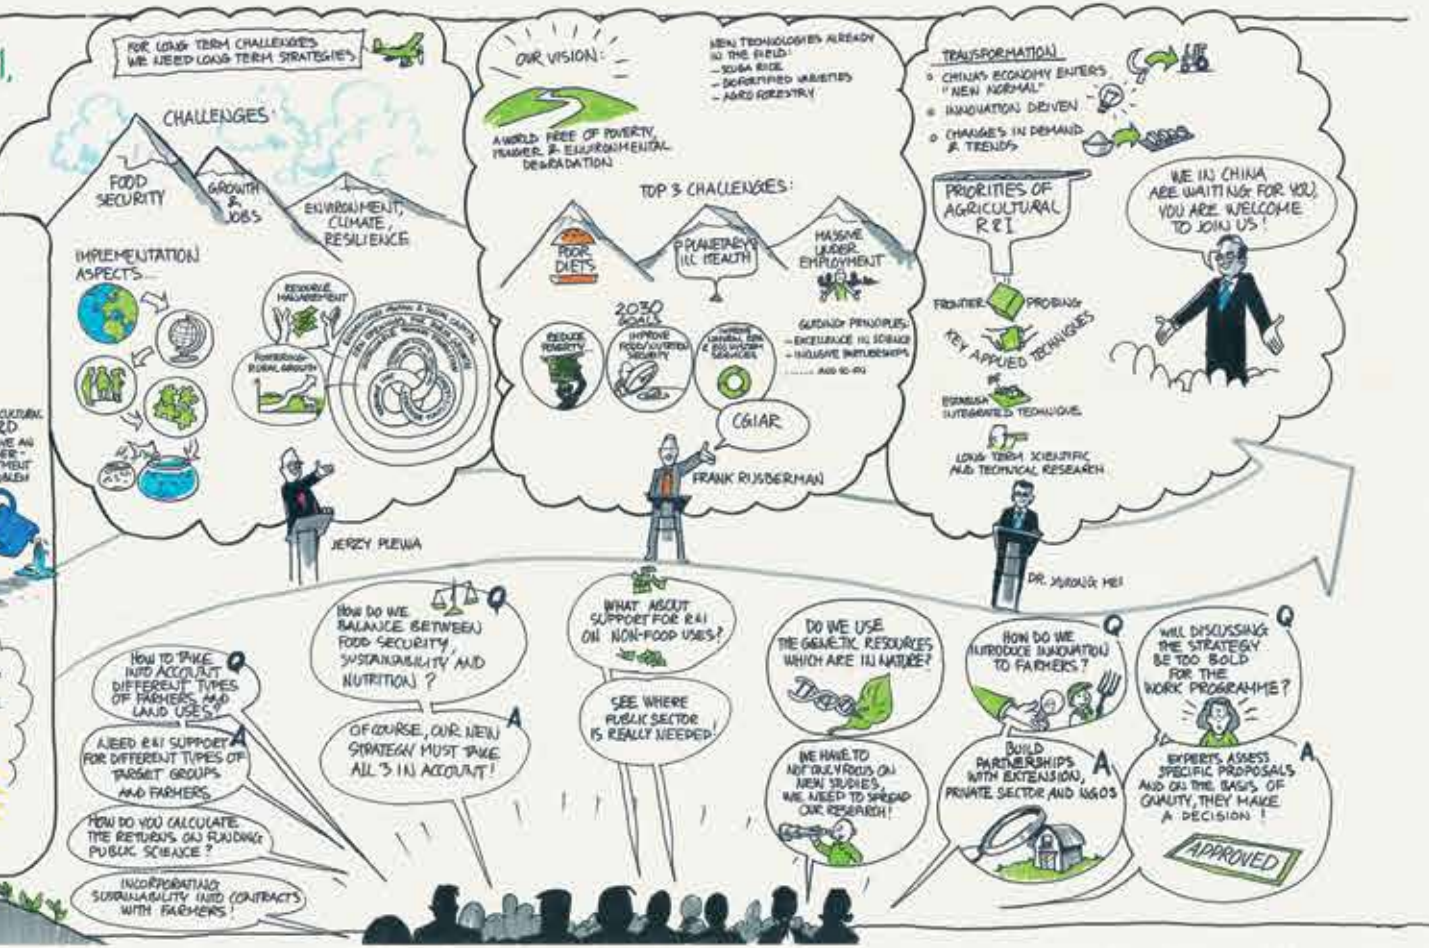 FOR LONG TERM CHALLENGES
WE NEED LONG TERM STRATEGIES
CHALLENGES:
FOOD
SECURITY
GROWTH
&
JOBS
ENVIRONMENT,
CLIMATE,
RESILIENCE
IMPLEMENTATION
ASPECTS...
RESOURCE
MANAGEMENT
FOSTERING
RURAL GROWTH
JERZY PLEWA
OUR VISION:
A WORLD FREE OF POVERTY,
HUNGER & ENVIRONMENTAL
DEGRADATION
NEW TECHNOLOGIES ALREADY
IN THE FIELD:
- SCUBA RICE
- BIOFORTIFIED VARIETIES
- AGRO FORESTRY
TOP 3 CHALLENGES:
POOR
DIETS
PLANETARY
ILL HEALTH
MASSIVE
UNDER
EMPLOYMENT
2030
GOALS
REDUCE
POVERTY
IMPROVE
FOOD/NUTRITION
SECURITY
IMPROVE
SERVICES
GUIDING PRINCIPLES:
- EXCELLENCE IN SCIENCE
- INCLUSIVE PARTNERSHIPS
CGIAR
FRANK RIJSBERMAN
TRANSFORMATION
o CHINAS ECONOMY ENTERS
"NEW NORMAL"
o INNOVATION DRIVEN
o CHANGES IN DEMAND
& TRENDS
PRIORITIES OF
AGRICULTURAL
R&I
FRONTIER PROBING
KEY APPLIED TECHNIQUES
ESTABLISH
INTEGRATED TECHNIQUE
LONG TERM SCIENTIFIC
AND TECHNICAL RESEARCH
WE IN CHINA
ARE WAITING FOR YOU,
YOU ARE WELCOME
TO JOIN US!
DR. XURONG MEI
HOW TO TAKE
INTO ACCOUNT
DIFFERENT TYPES
OF FARMERS AND
LAND USES?
Q
NEED R&I SUPPORT
FOR DIFFERENT TYPES OF
TARGET GROUPS
AND FARMERS
A
HOW DO YOU CALCULATE
THE RETURNS ON FUNDING
PUBLIC SCIENCE?
INCORPORATING
SUSTAINABILITY INTO CONTRACTS
WITH FARMERS!
HOW DO WE
BALANCE BETWEEN
FOOD SECURITY,
SUSTAINABILITY AND
NUTRITION?
Q
OF COURSE, OUR NEW
STRATEGY MUST TAKE
ALL 3 IN ACCOUNT!
A
WHAT ABOUT
SUPPORT FOR R&I
ON NON-FOOD USES?
SEE WHERE
PUBLIC SECTOR
IS REALLY NEEDED!
DO WE USE
THE GENETIC RESOURCES
WHICH ARE IN NATURE?
WE HAVE TO
NOT ONLY FOCUS ON
NEW STUDIES,
WE NEED TO SPREAD
OUR RESEARCH!
HOW DO WE
INTRODUCE INNOVATION
TO FARMERS?
Q
BUILD
PARTNERSHIPS
WITH EXTENSION,
PRIVATE SECTOR AND NGOS
A
WILL DISCUSSING
THE STRATEGY
BE TOO BOLD
FOR THE
WORK PROGRAMME?
Q
EXPERTS ASSESS
SPECIFIC PROPOSALS
AND ON THE BASIS OF
QUALITY, THEY MAKE
A DECISION!
A
APPROVED